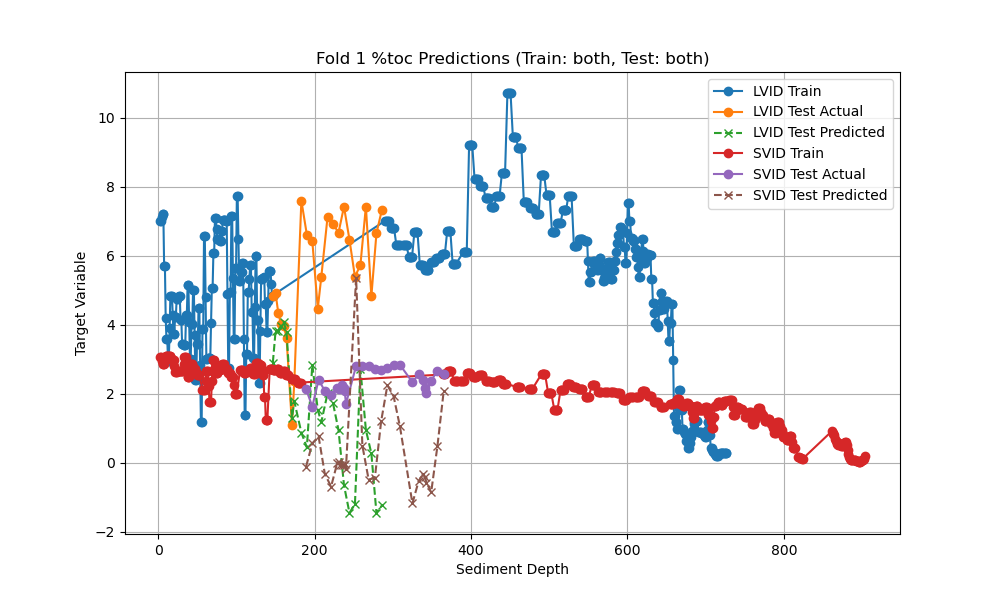 Fold 1 %toc Predictions (Train: both, Test: both)
LVID Train
LVID Test Actual
LVID Test Predicted
SVID Train
SVID Test Actual
SVID Test Predicted
Target Variable
10
8
6
4
2
0
−2
0 200 400 600 800
Sediment Depth